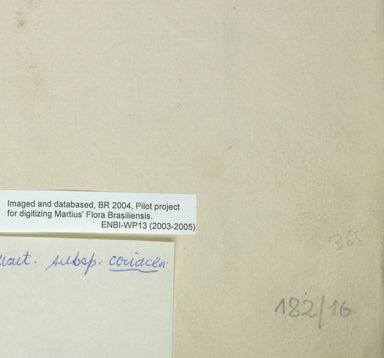 Imaged and databased, BR 2004, Pilot project
for digitizing Martius' Flora Brasiliensis.
ENBI-WP13 (2003-2005)
subsp. coriacea
182/16